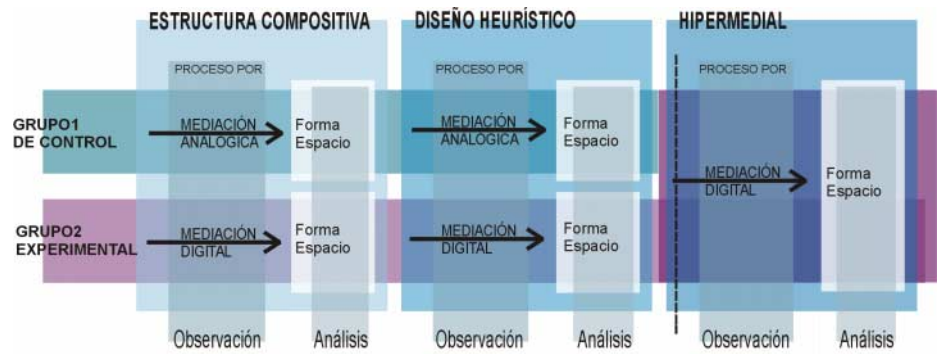 ESTRUCTURA COMPOSITIVA
DISEÑO HEURÍSTICO
HIPERMEDIAL
PROCESO POR
PROCESO POR
PROCESO POR
GRUPO1
DE CONTROL
MEDIACIÓN
ANALÓGICA
Forma
Espacio
MEDIACIÓN
ANALÓGICA
Forma
Espacio
MEDIACIÓN
DIGITAL
Forma
Espacio
GRUPO2
EXPERIMENTAL
MEDIACIÓN
DIGITAL
Forma
Espacio
MEDIACIÓN
DIGITAL
Forma
Espacio
Observación
Análisis
Observación
Análisis
Observación
Análisis